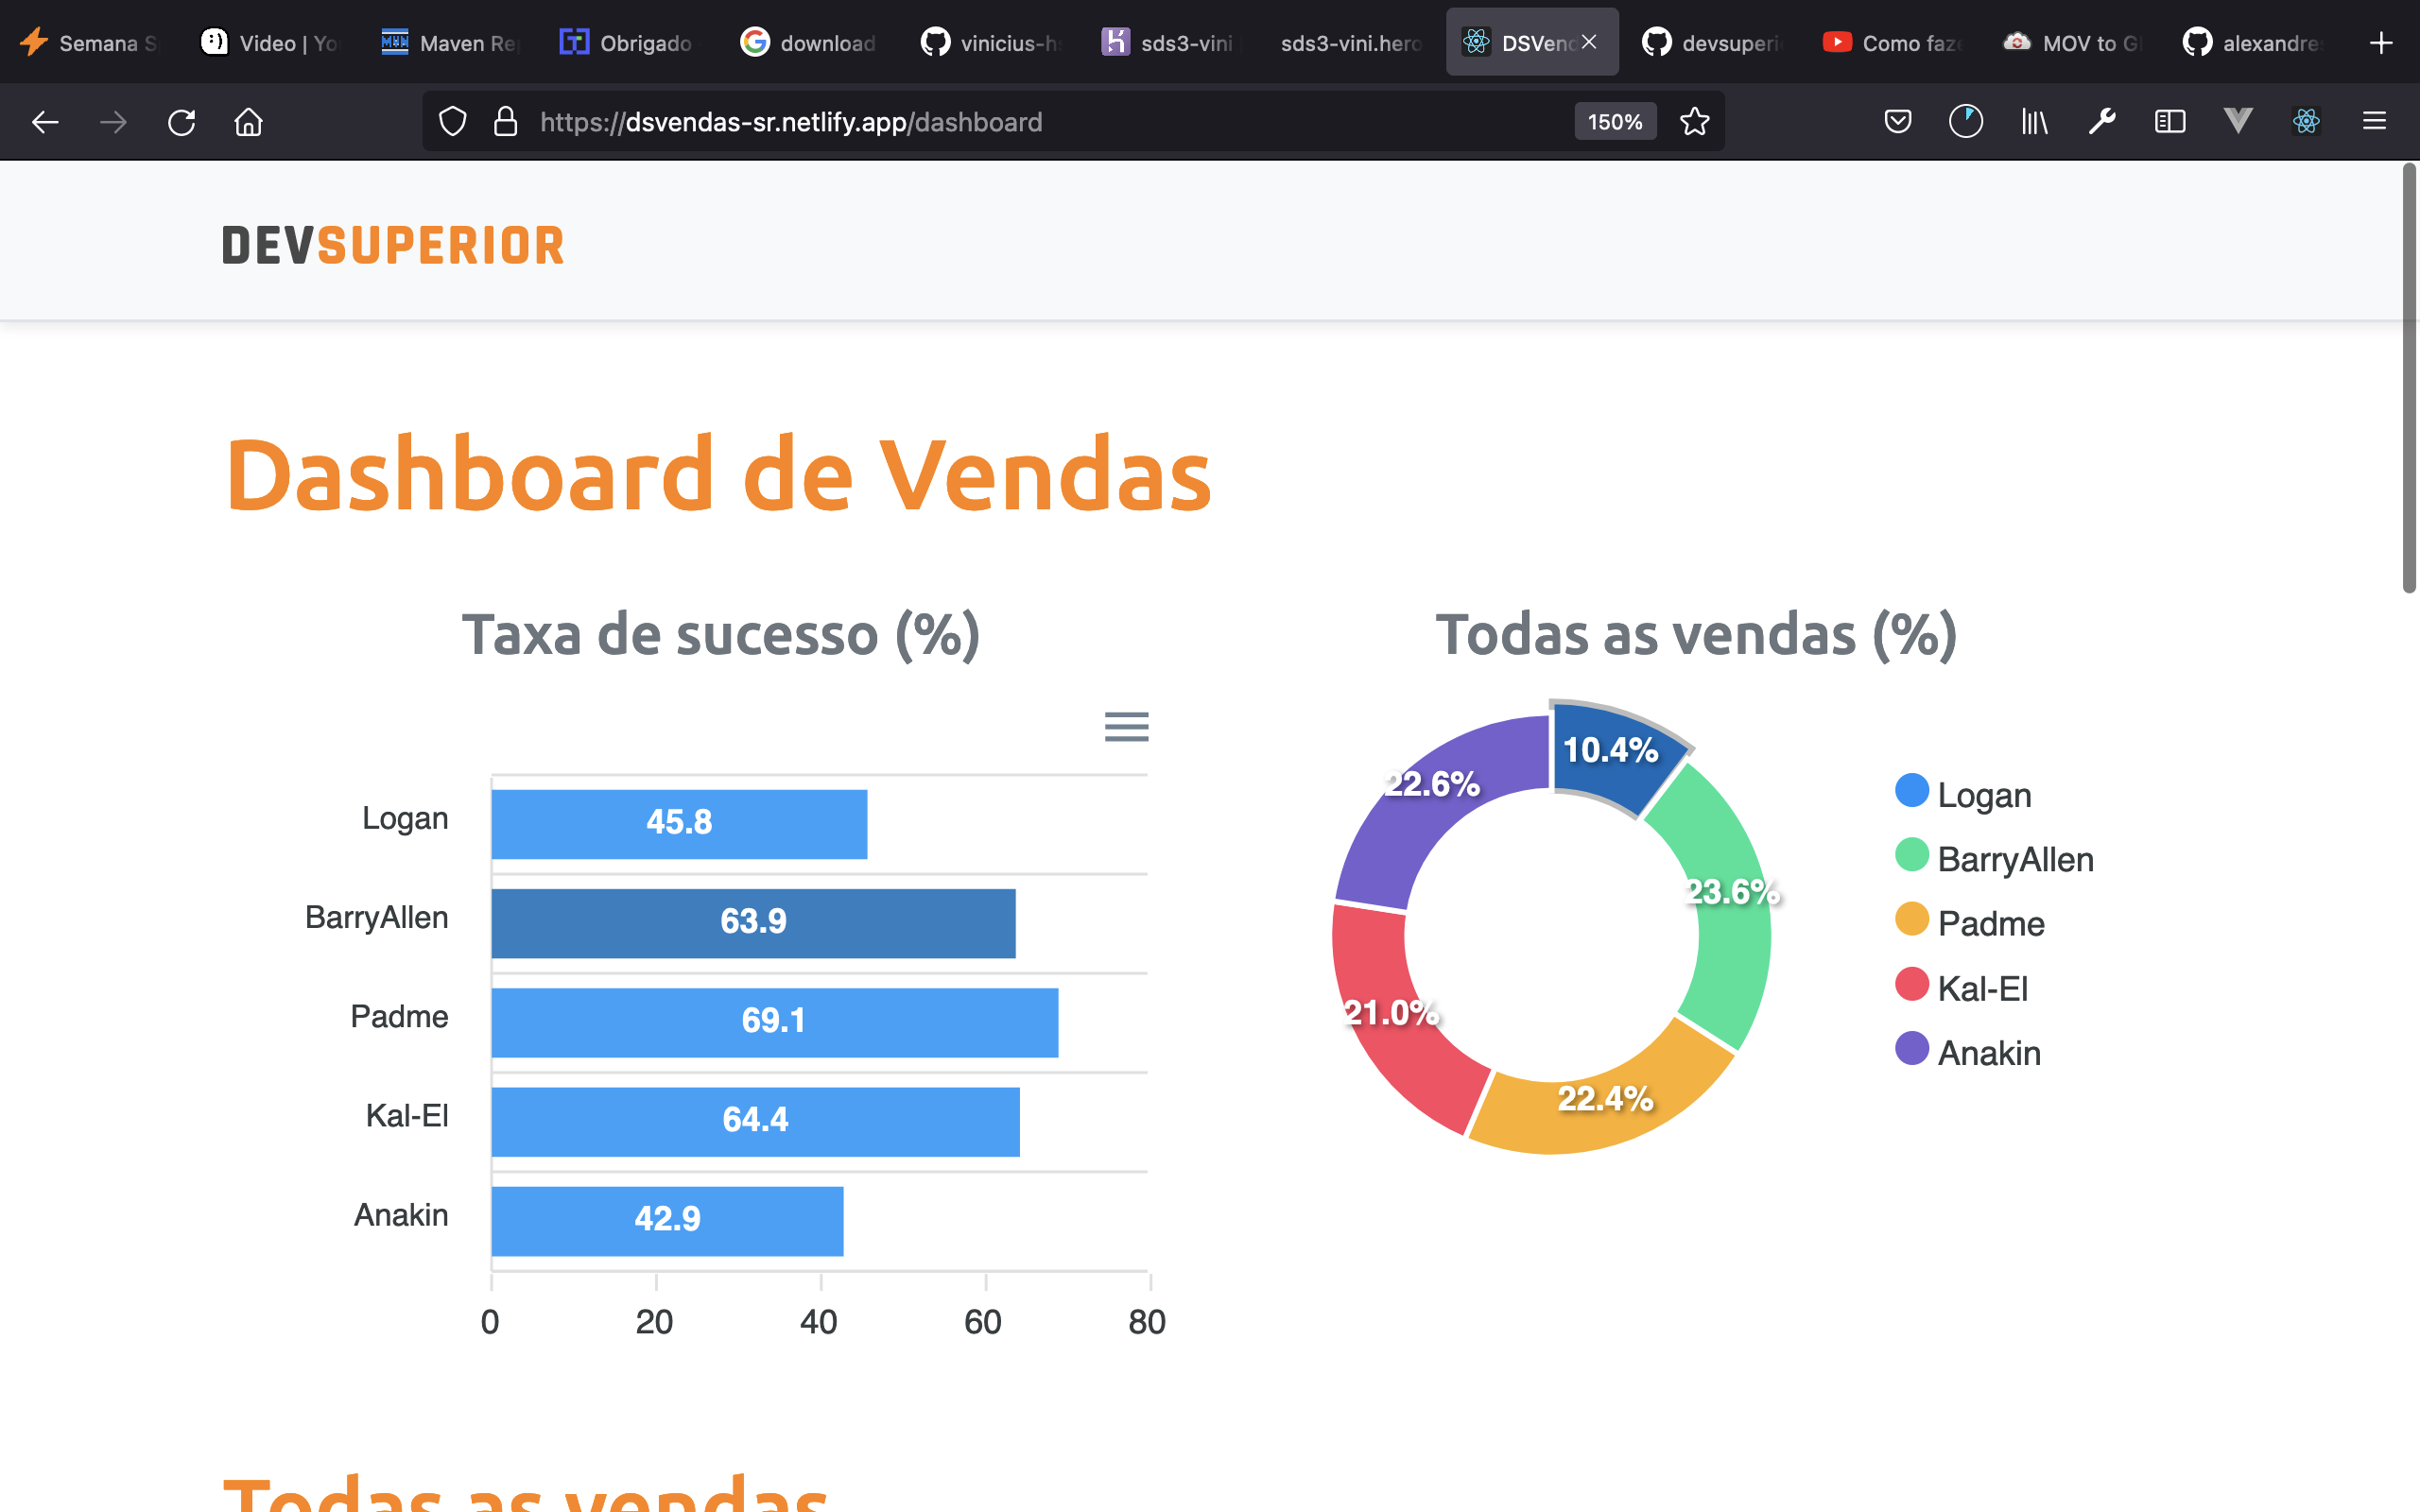 Semana S
Video | Yo
Maven Re
Obrigado
download
vinicius-h
sds3-vini
sds3-vini.hero
DSVend
devsuperi
Como faze
MOV to G
alexandre
https://dsvendas-sr.netlify.app/dashboard
150%
DEVSUPERIOR
Dashboard de Vendas
Taxa de sucesso (%)
Logan
45.8
BarryAllen
63.9
Padme
69.1
Kal-El
64.4
Anakin
42.9
0 20 40 60 80
Todas as vendas (%)
10.4%
22.6%
23.6%
21.0%
22.4%
Logan
BarryAllen
Padme
Kal-El
Anakin
Todas as vendas